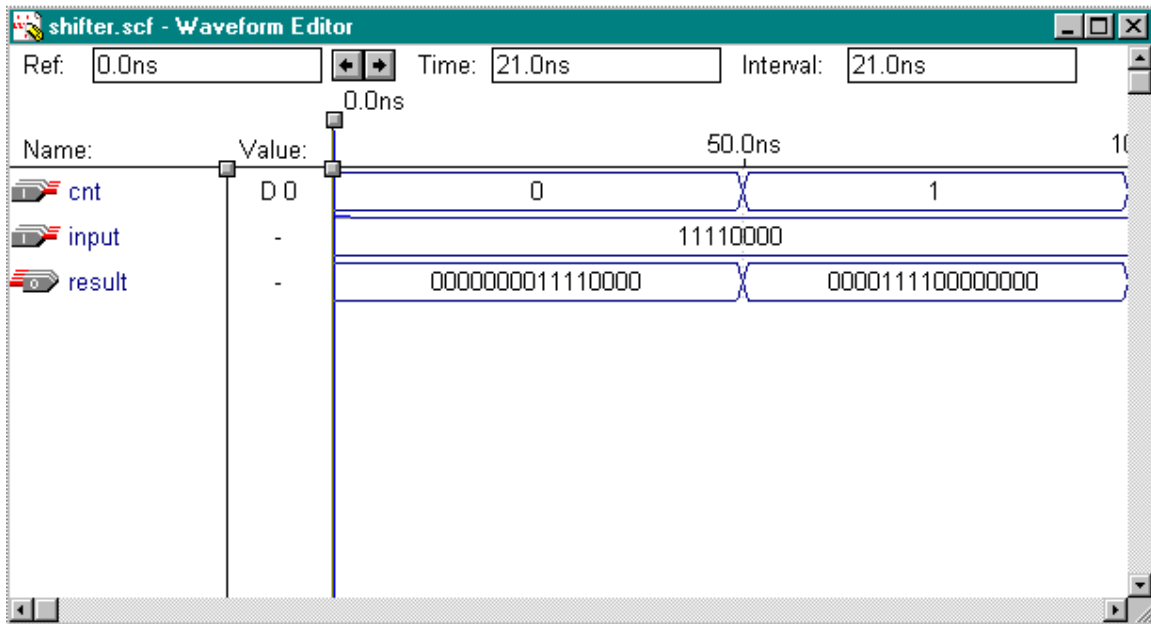 shifter.scf - Waveform Editor
Ref: 0.0ns Time: 21.0ns Interval: 21.0ns
0.0ns
Name: Value: 50.0ns 10
cnt D 0 0 1
input - 11110000
result - 0000000011110000 0000111100000000